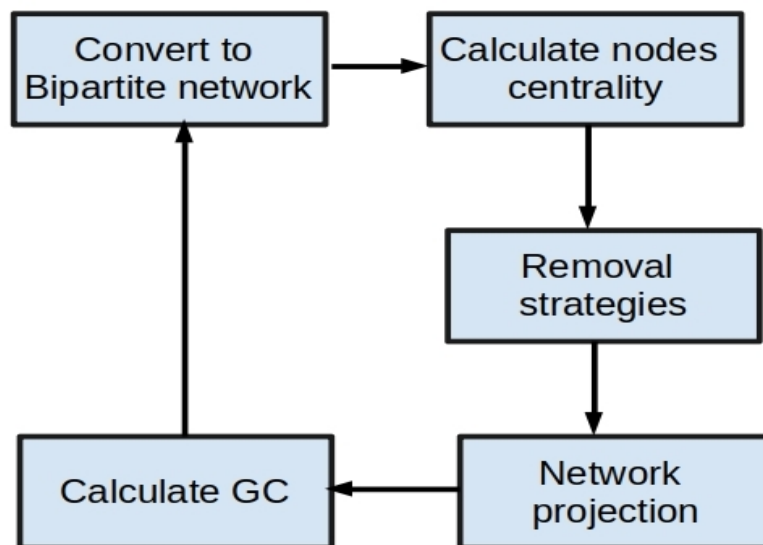 Convert to
Bipartite network
Calculate nodes
centrality
Removal
strategies
Calculate GC
Network
projection